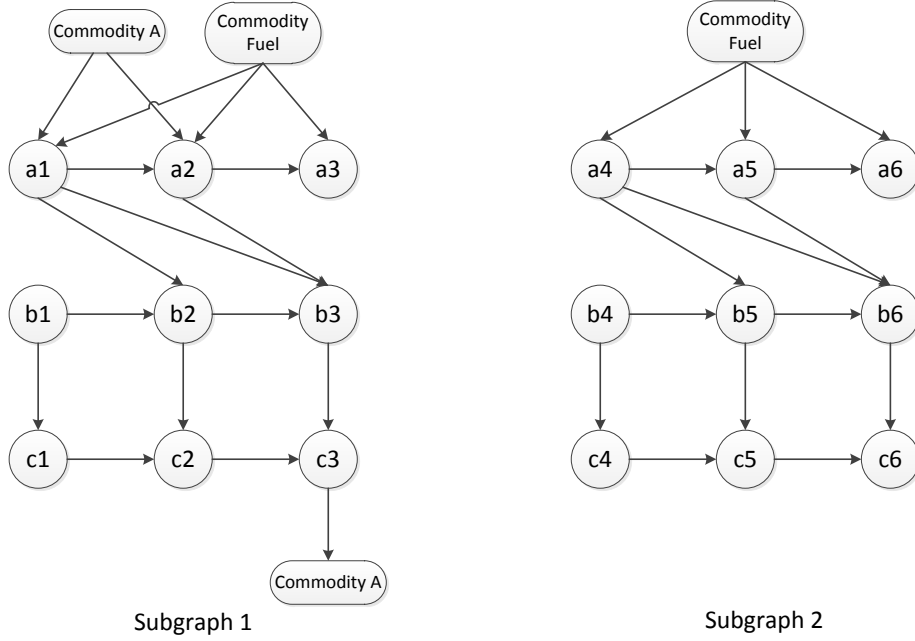 Commodity A
Commodity
Fuel
Commodity
Fuel
a1
a2
a3
a4
a5
a6
b1
b2
b3
b4
b5
b6
c1
c2
c3
c4
c5
c6
Commodity A
Subgraph 1
Subgraph 2